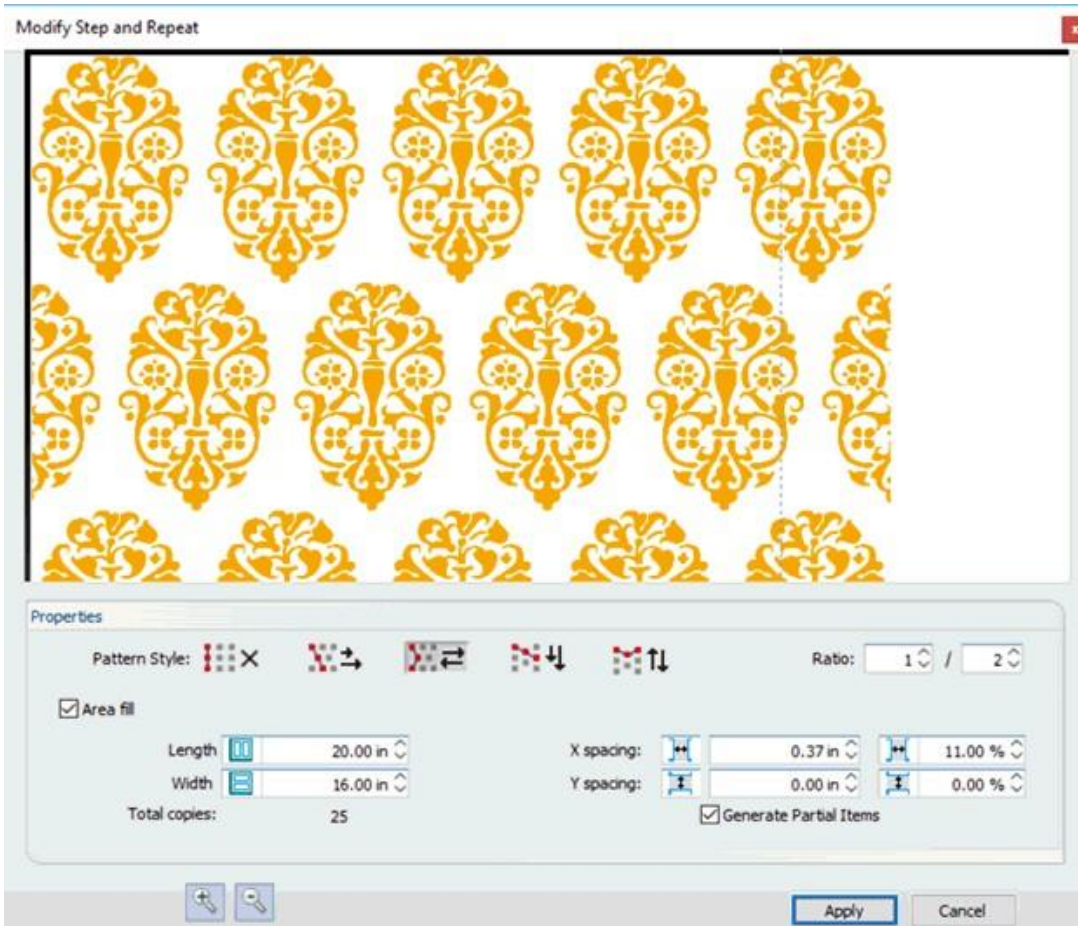 Modify Step and Repeat
x
Properties
Pattern Style:
Ratio: 1 / 2
Area fill
Length 20.00 in X spacing: 0.37 in 11.00 %
Width 16.00 in Y spacing: 0.00 in 0.00 %
Total copies: 25 Generate Partial Items
Apply Cancel